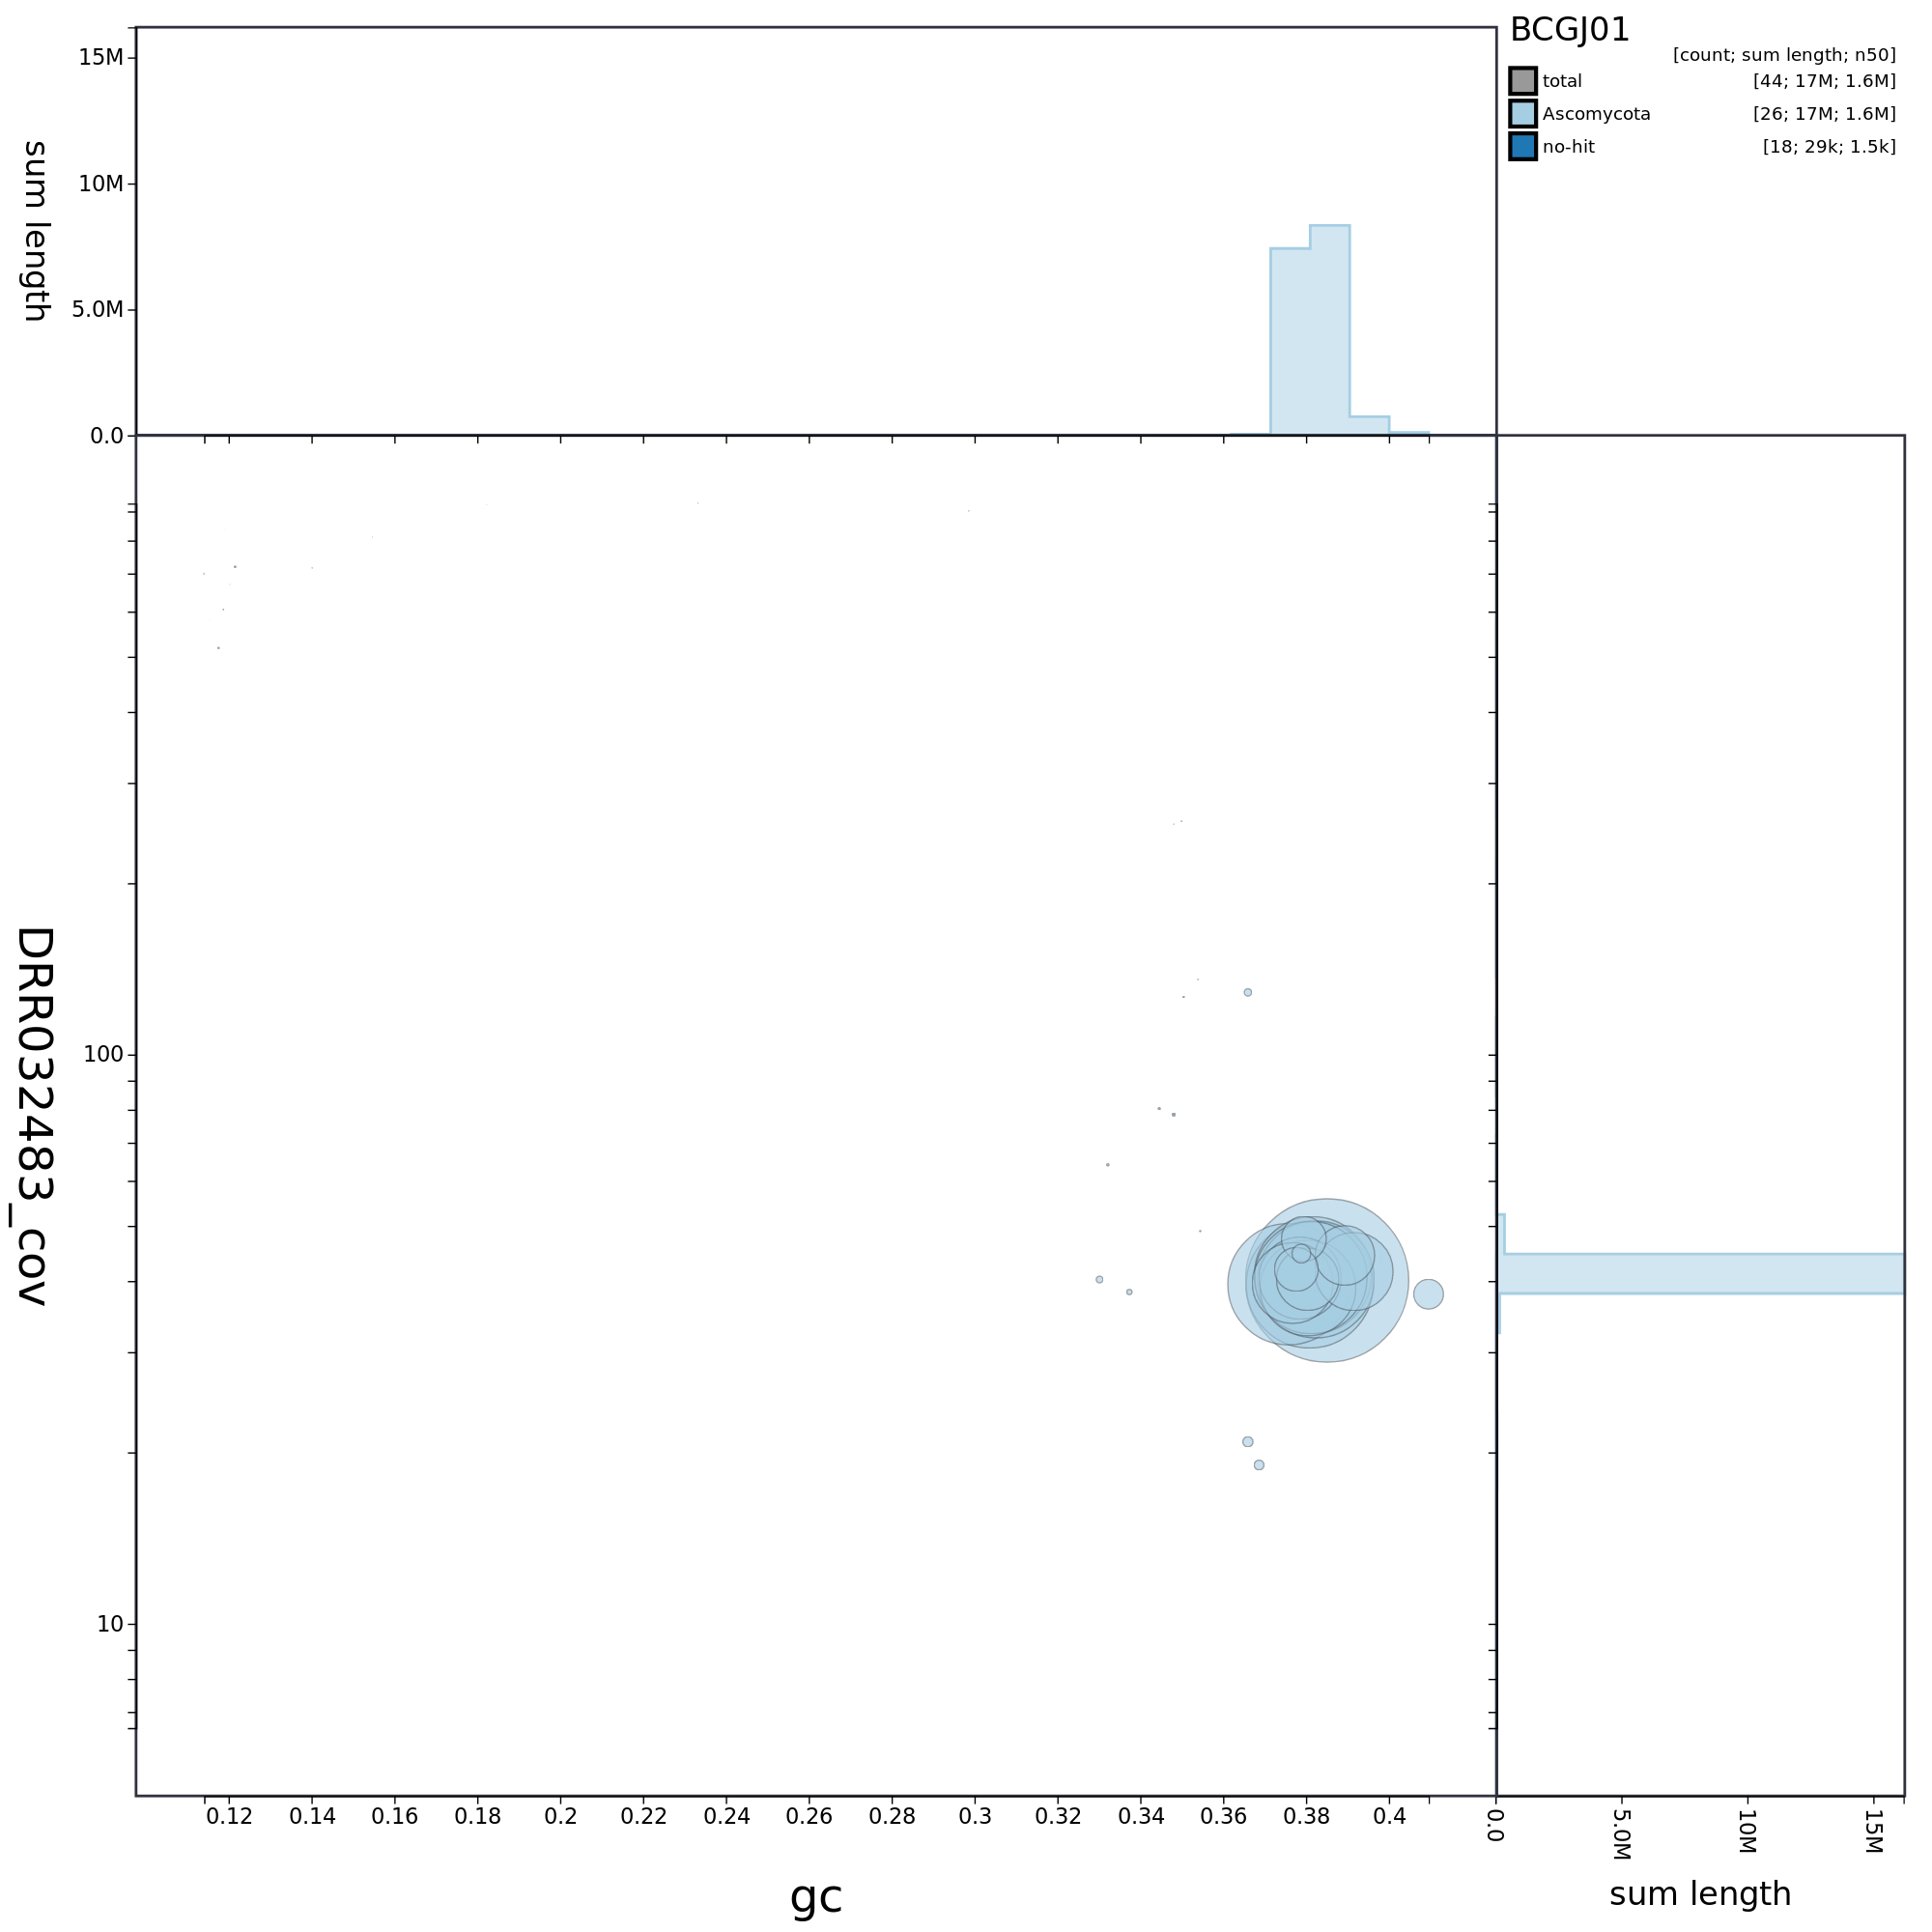 BCGJ01
[count; sum length; n50]
total [44; 17M; 1.6M]
Ascomycota [26; 17M; 1.6M]
no-hit [18; 29k; 1.5k]
sum length
15M
10M
5.0M
0.0
DRR032483_cov
100
10
0.12 0.14 0.16 0.18 0.2 0.22 0.24 0.26 0.28 0.3 0.32 0.34 0.36 0.38 0.4
gc
0.0 5.0M 10M 15M
sum length